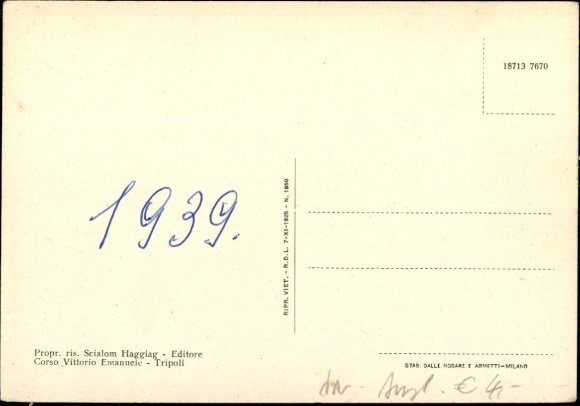 18713 7670
1939.
RIPR. VIET. - R.D.L. 7-XI-1925 - N. 1950
Propr. ris. Scialom Haggiag - Editore
Corso Vittorio Emanuele - Tripoli
STAB. DALLE NOGARE E ARMETTI-MILANO
€ 4,-